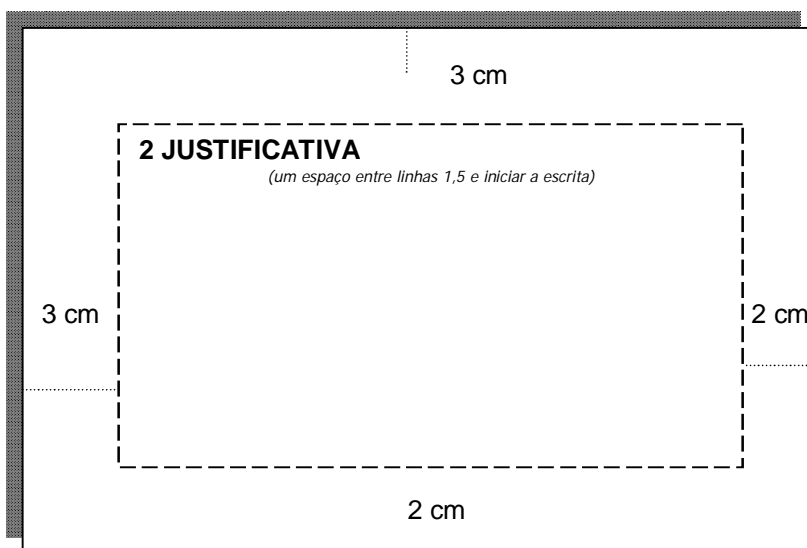 3 cm
2 JUSTIFICATIVA
(um espaço entre linhas 1,5 e iniciar a escrita)
3 cm
2 cm
2 cm